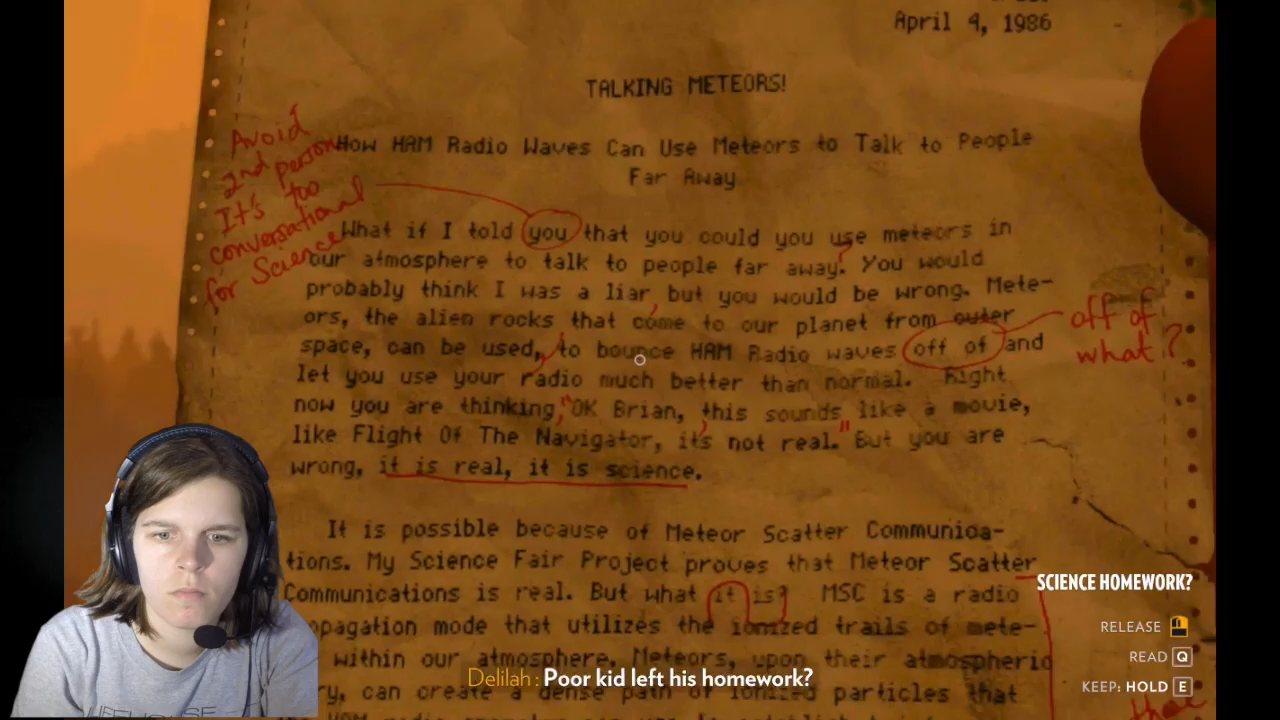 April 4, 1986
TALKING METEORS!
How HAM Radio Waves Can Use Meteors to Talk to People
Far Away
Avoid
2nd person
It's too
conversational
for Science
What if I told you that you could you use meteors in
our atmosphere to talk to people far away? You would
probably think I was a liar, but you would be wrong. Mete-
ors, the alien rocks that come to our planet from outer
space, can be used, to bounce HAM Radio waves off of and
off of
what?
let you use your radio much better than normal. Right
now you are thinking, "OK Brian, this sounds like a movie,
like Flight Of The Navigator, it's not real." But you are
wrong, it is real, it is science.
It is possible because of Meteor Scatter Communica-
tions. My Science Fair Project proves that Meteor Scatter
Communications is real. But what it is? MSC is a radio
opagation mode that utilizes the ionized trails of mete-
within our atmosphere. Meteors, upon their atmospheric
ry, can create a dense path of ionized particles that
that
SCIENCE HOMEWORK?
RELEASE
READ Q
KEEP: HOLD E
Delilah : Poor kid left his homework?